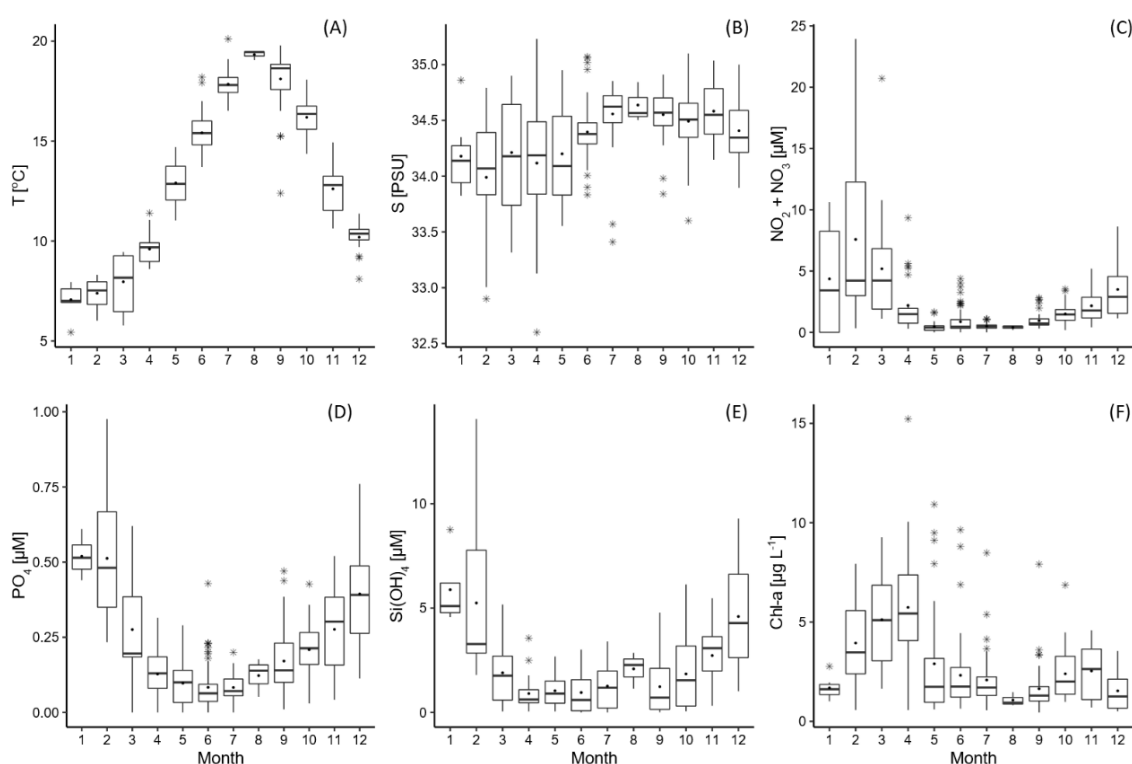 (A)
T [°C]
20
15
10
5
1 2 3 4 5 6 7 8 9 10 11 12
(B)
S [PSU]
35.0
34.5
34.0
33.5
33.0
32.5
1 2 3 4 5 6 7 8 9 10 11 12
(C)
NO2 + NO3 [µM]
25
20
15
10
5
0
1 2 3 4 5 6 7 8 9 10 11 12
(D)
PO4 [µM]
1.00
0.75
0.50
0.25
0.00
1 2 3 4 5 6 7 8 9 10 11 12
Month
(E)
Si(OH)4 [µM]
10
5
0
1 2 3 4 5 6 7 8 9 10 11 12
Month
(F)
Chl-a [µg L-1]
15
10
5
0
1 2 3 4 5 6 7 8 9 10 11 12
Month